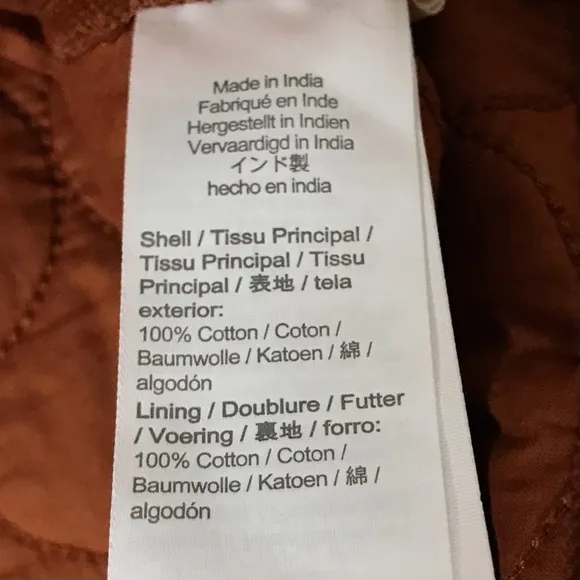 Made in India
Fabriqué en Inde
Hergestellt in Indien
Vervaardigd in India
インド製
hecho en india
Shell / Tissu Principal /
Tissu Principal / Tissu
Principal / 表地 / tela
exterior:
100% Cotton / Coton /
Baumwolle / Katoen / 綿 /
algodón
Lining / Doublure / Futter
/ Voering / 裏地 / forro:
100% Cotton / Coton /
Baumwolle / Katoen / 綿 /
algodón